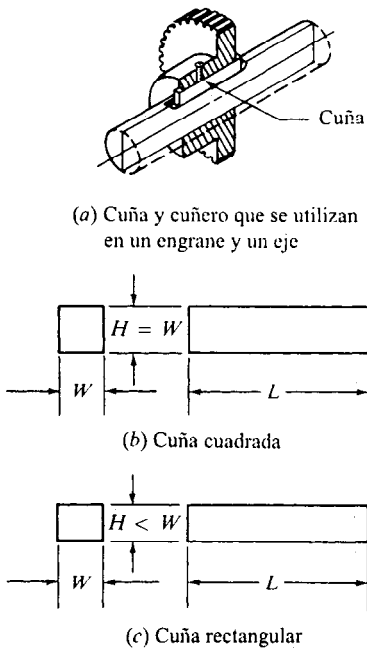 Cuña
(a) Cuña y cuñero que se utilizan
en un engrane y un eje
H = W
W
L
(b) Cuña cuadrada
H < W
W
L
(c) Cuña rectangular